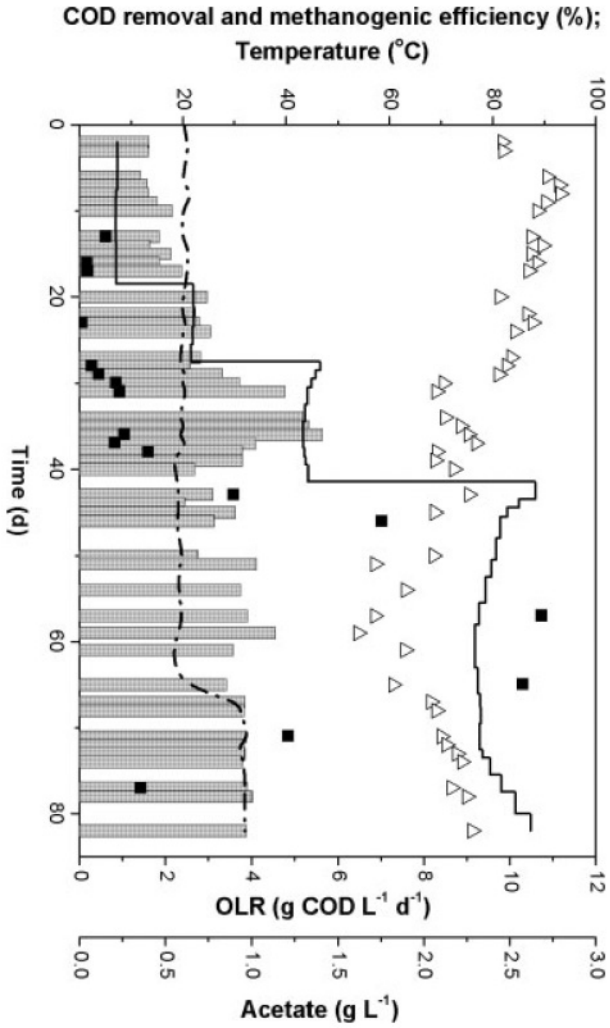 COD removal and methanogenic efficiency (%);
Temperature (°C)
0 20 40 60 80 100
Time (d)
0 20 40 60 80
0 2 4 6 8 10 12
OLR (g COD L⁻¹ d⁻¹)
0.0 0.5 1.0 1.5 2.0 2.5 3.0
Acetate (g L⁻¹)